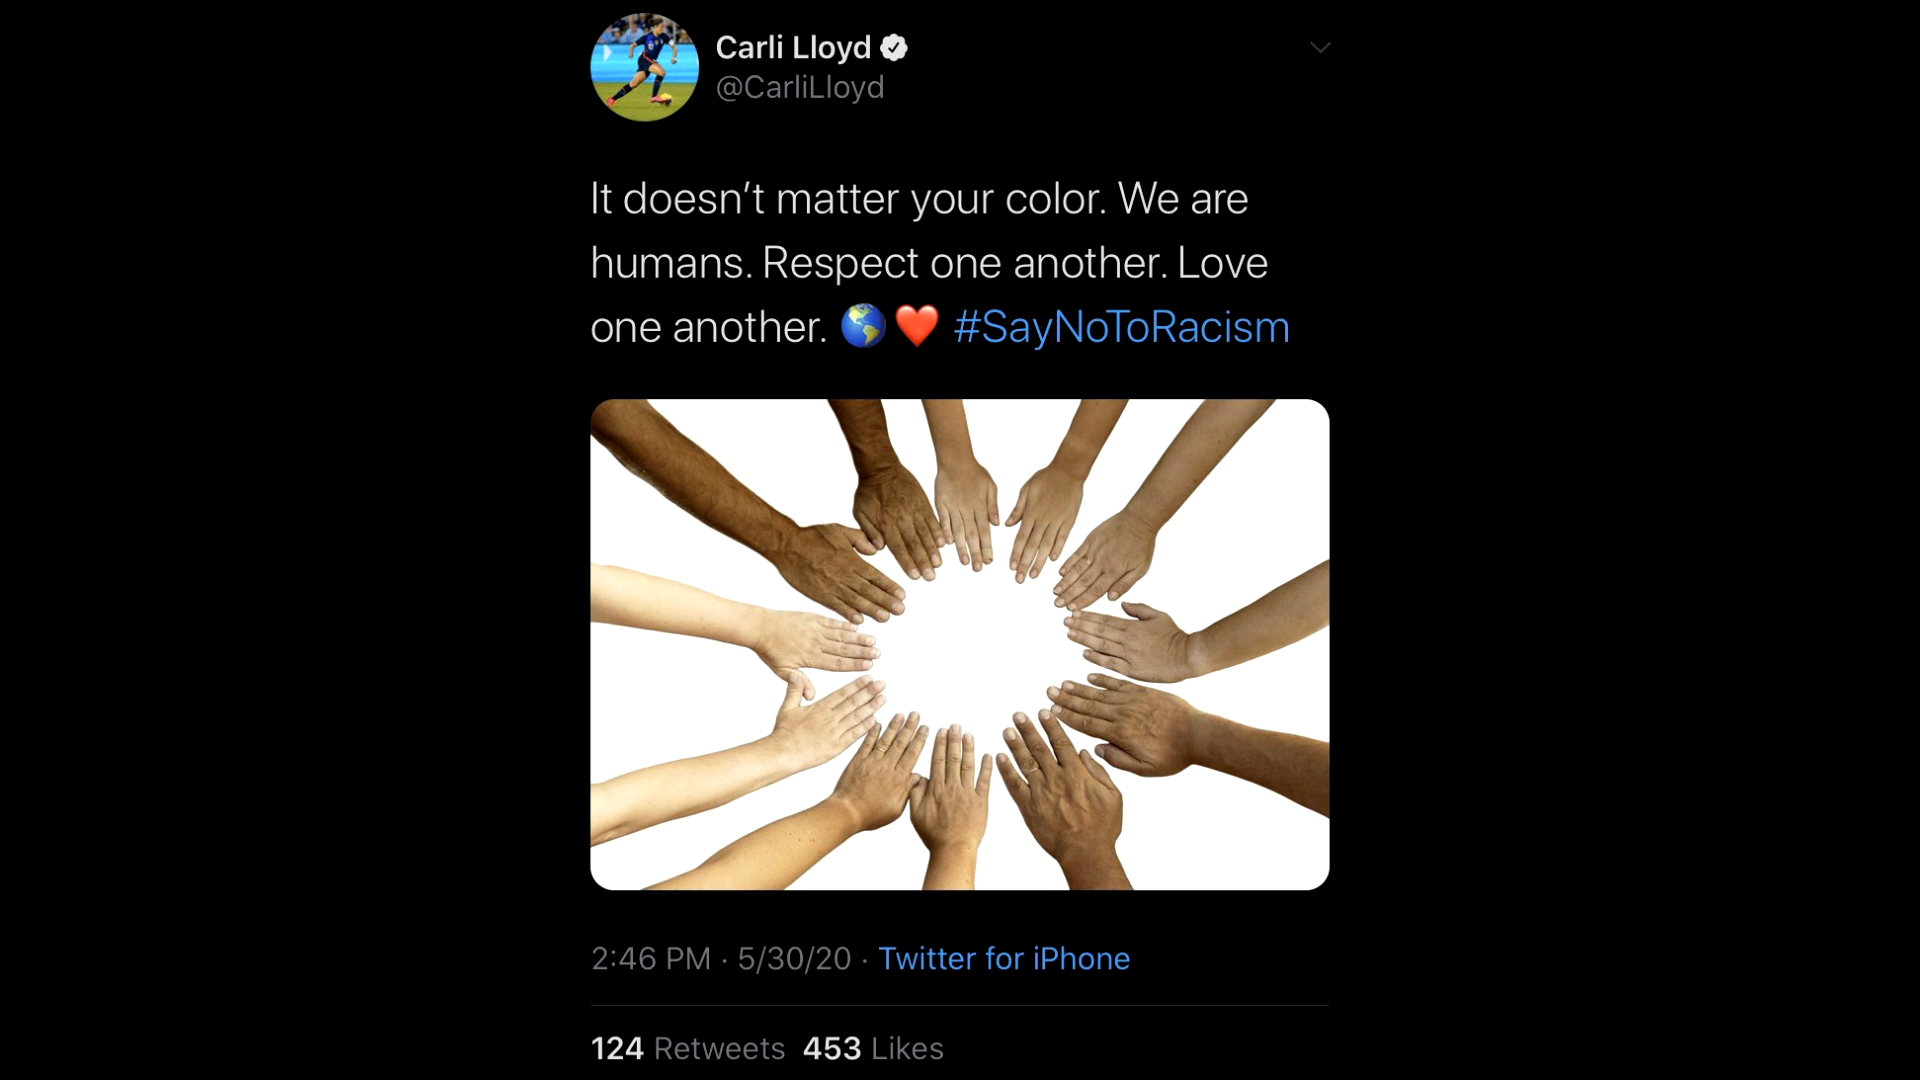 Carli Lloyd
@CarliLloyd
It doesn’t matter your color. We are
humans. Respect one another. Love
one another. 🌎❤️ #SayNoToRacism
2:46 PM · 5/30/20 · Twitter for iPhone
124 Retweets 453 Likes